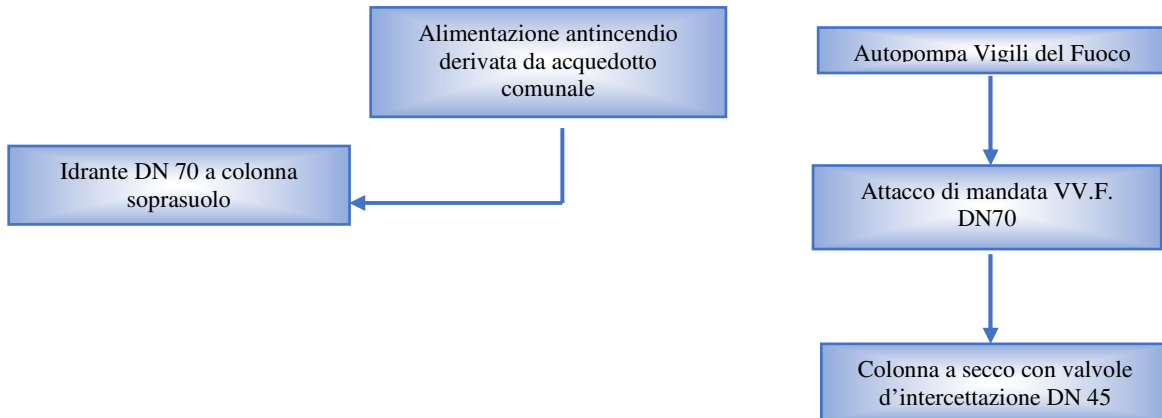 Alimentazione antincendio
derivata da acquedotto
comunale
Idrante DN 70 a colonna
soprasuolo
Autopompa Vigili del Fuoco
Attacco di mandata VV.F.
DN70
Colonna a secco con valvole
d'intercettazione DN 45